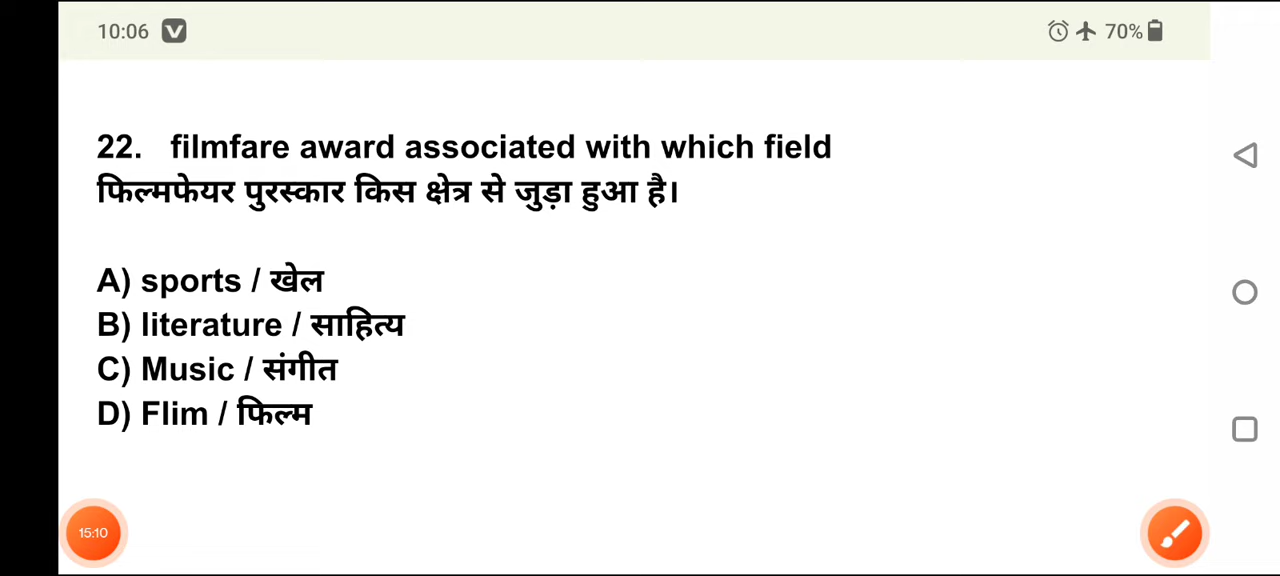 10:06
70%
22. filmfare award associated with which field
फिल्मफेयर पुरस्कार किस क्षेत्र से जुड़ा हुआ है।
A) sports / खेल
B) literature / साहित्य
C) Music / संगीत
D) Flim / फिल्म
15:10